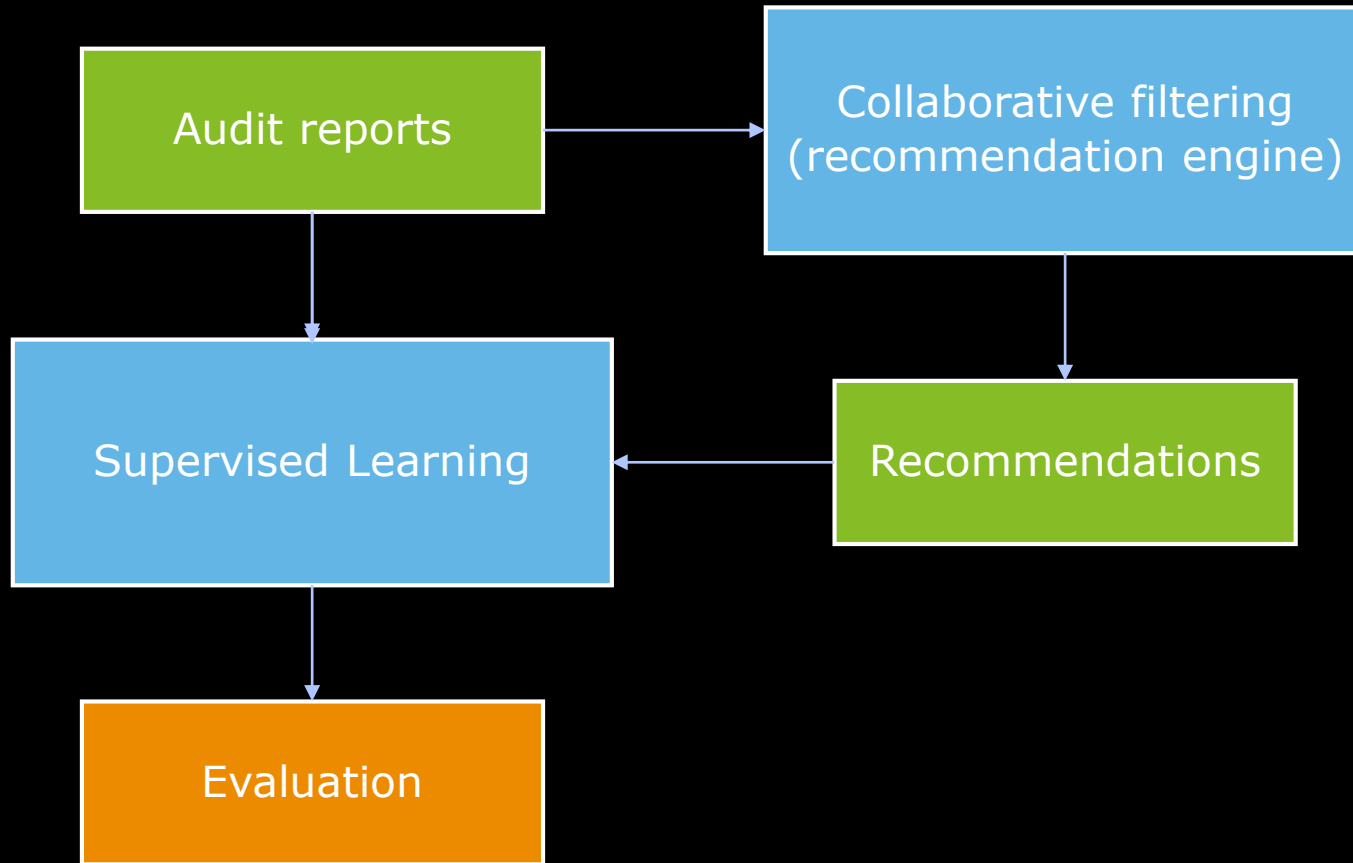 Audit reports
Collaborative filtering
(recommendation engine)
Supervised Learning
Recommendations
Evaluation